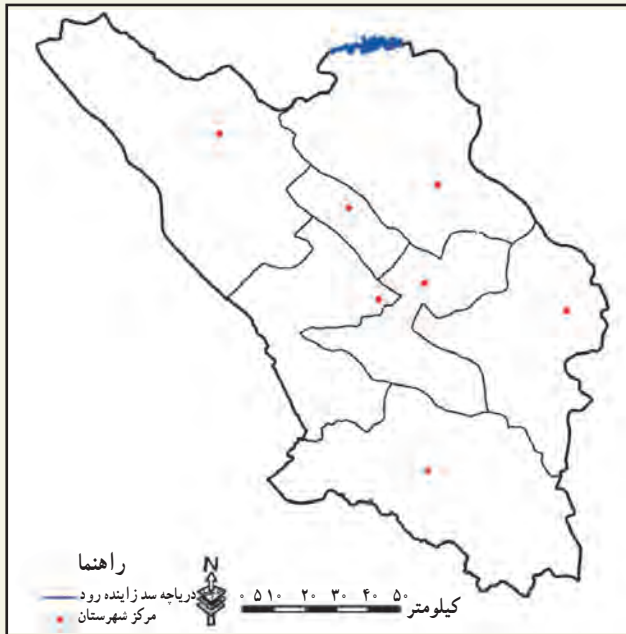 راهنما
دریاچه سد زاینده رود
مرکز شهرستان
N
۰ ۵ ۱۰ ۲۰ ۳۰ ۴۰ ۵۰
کیلومتر